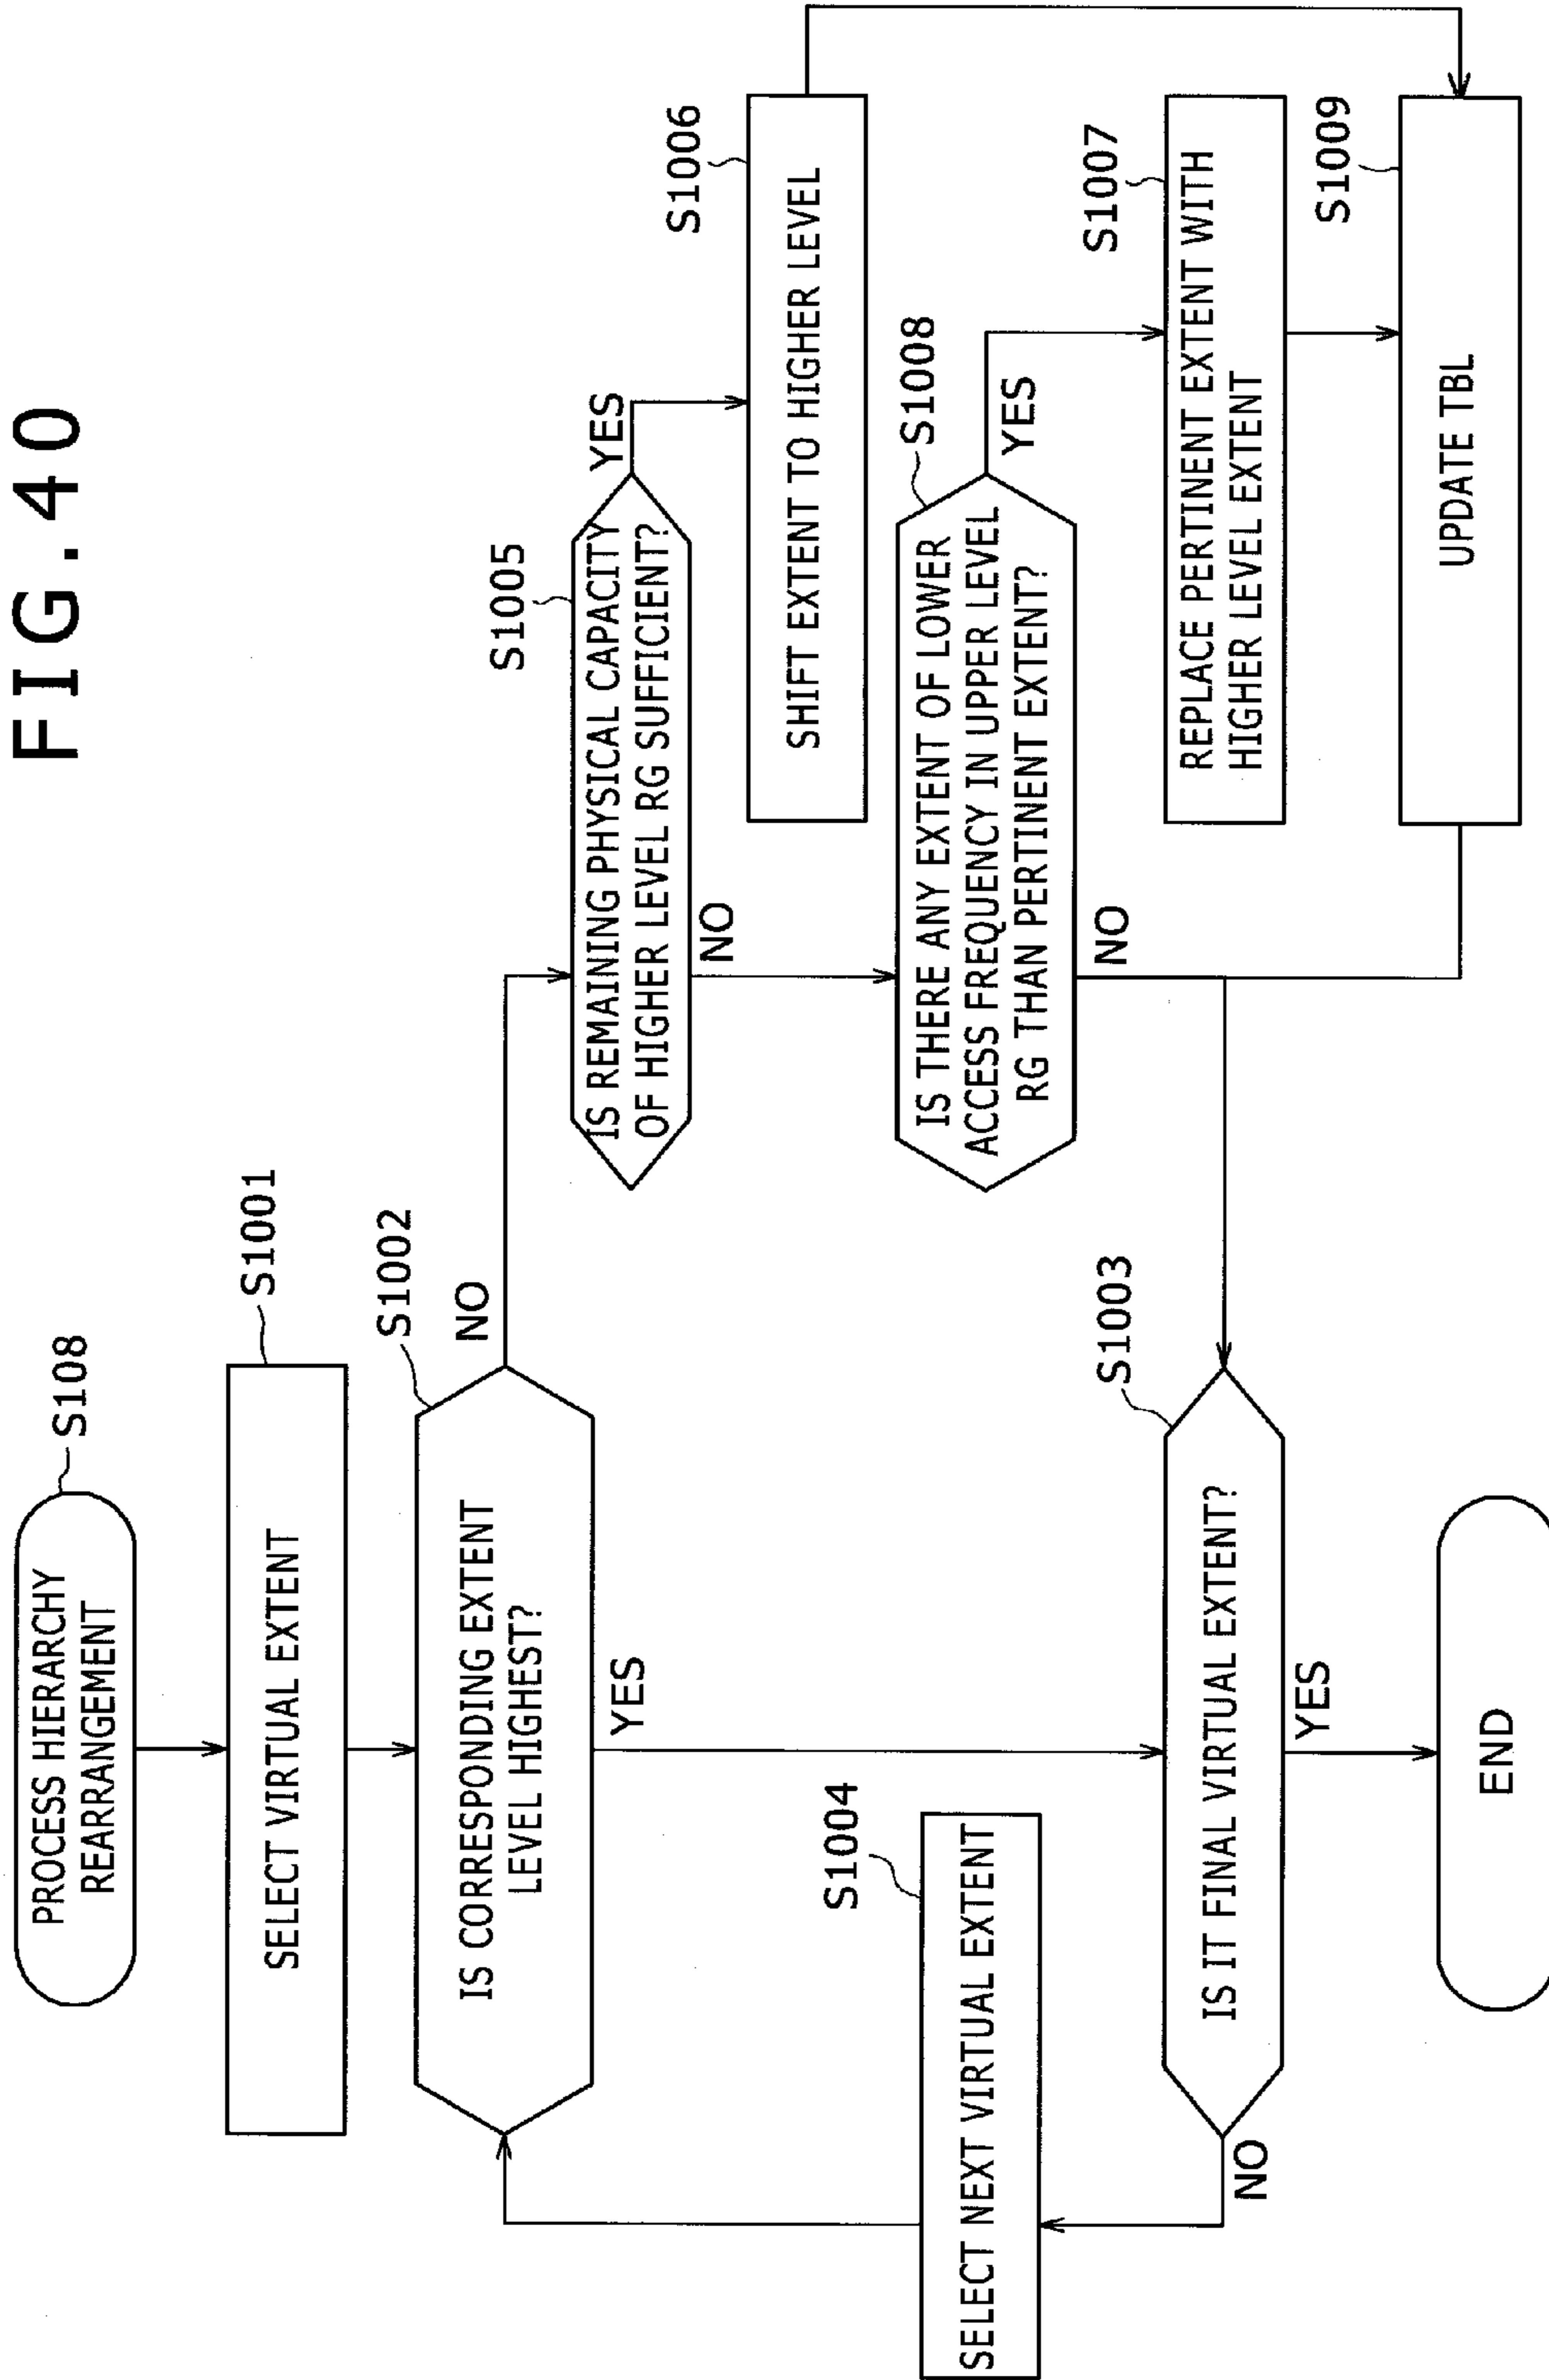 FIG.40
PROCESS HIERARCHY
REARRANGEMENT
S108
SELECT VIRTUAL EXTENT
S1001
IS CORRESPONDING EXTENT
LEVEL HIGHEST?
S1002
NO
YES
IS REMAINING PHYSICAL CAPACITY
OF HIGHER LEVEL RG SUFFICIENT?
S1005
YES
NO
SHIFT EXTENT TO HIGHER LEVEL
S1006
IS THERE ANY EXTENT OF LOWER
ACCESS FREQUENCY IN UPPER LEVEL
RG THAN PERTINENT EXTENT?
S1008
YES
NO
REPLACE PERTINENT EXTENT WITH
HIGHER LEVEL EXTENT
S1007
UPDATE TBL
S1009
SELECT NEXT VIRTUAL EXTENT
S1004
IS IT FINAL VIRTUAL EXTENT?
S1003
NO
YES
END